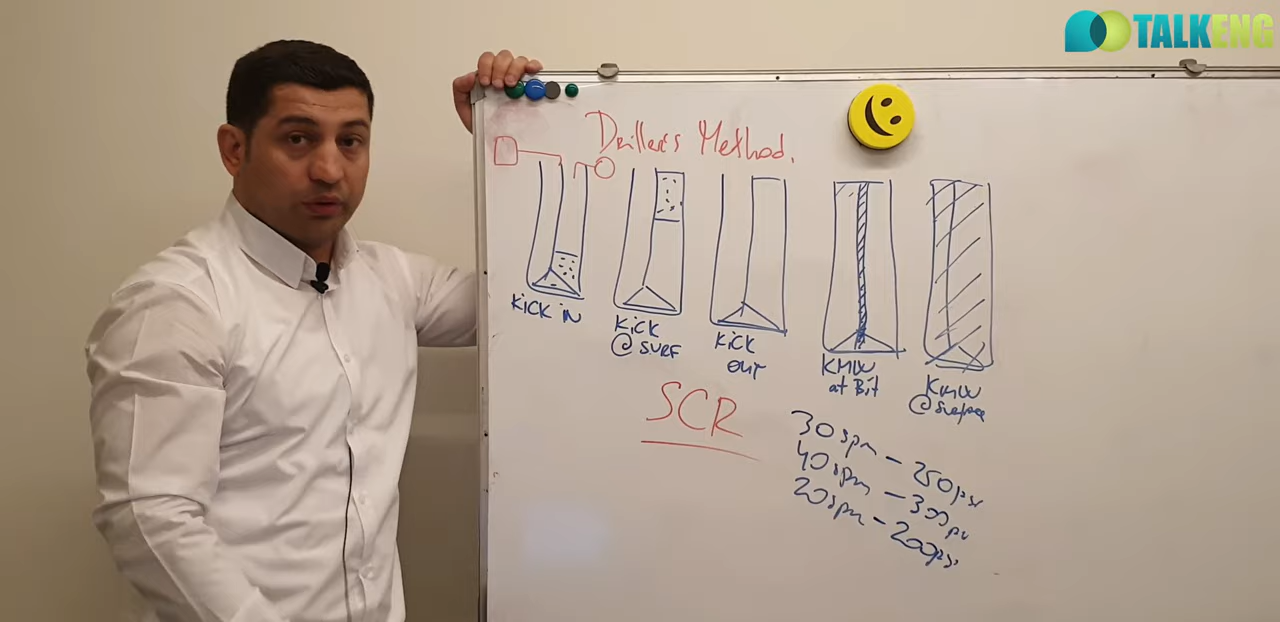 TALKENG
Driller's Method.
KICK IN
KICK
@ SURF
KICK
OUT
KMW
at Bit
KMW
@ surface
SCR
30 spm - 250 psi
40 spm - 300 psi
20 spm - 200 psi